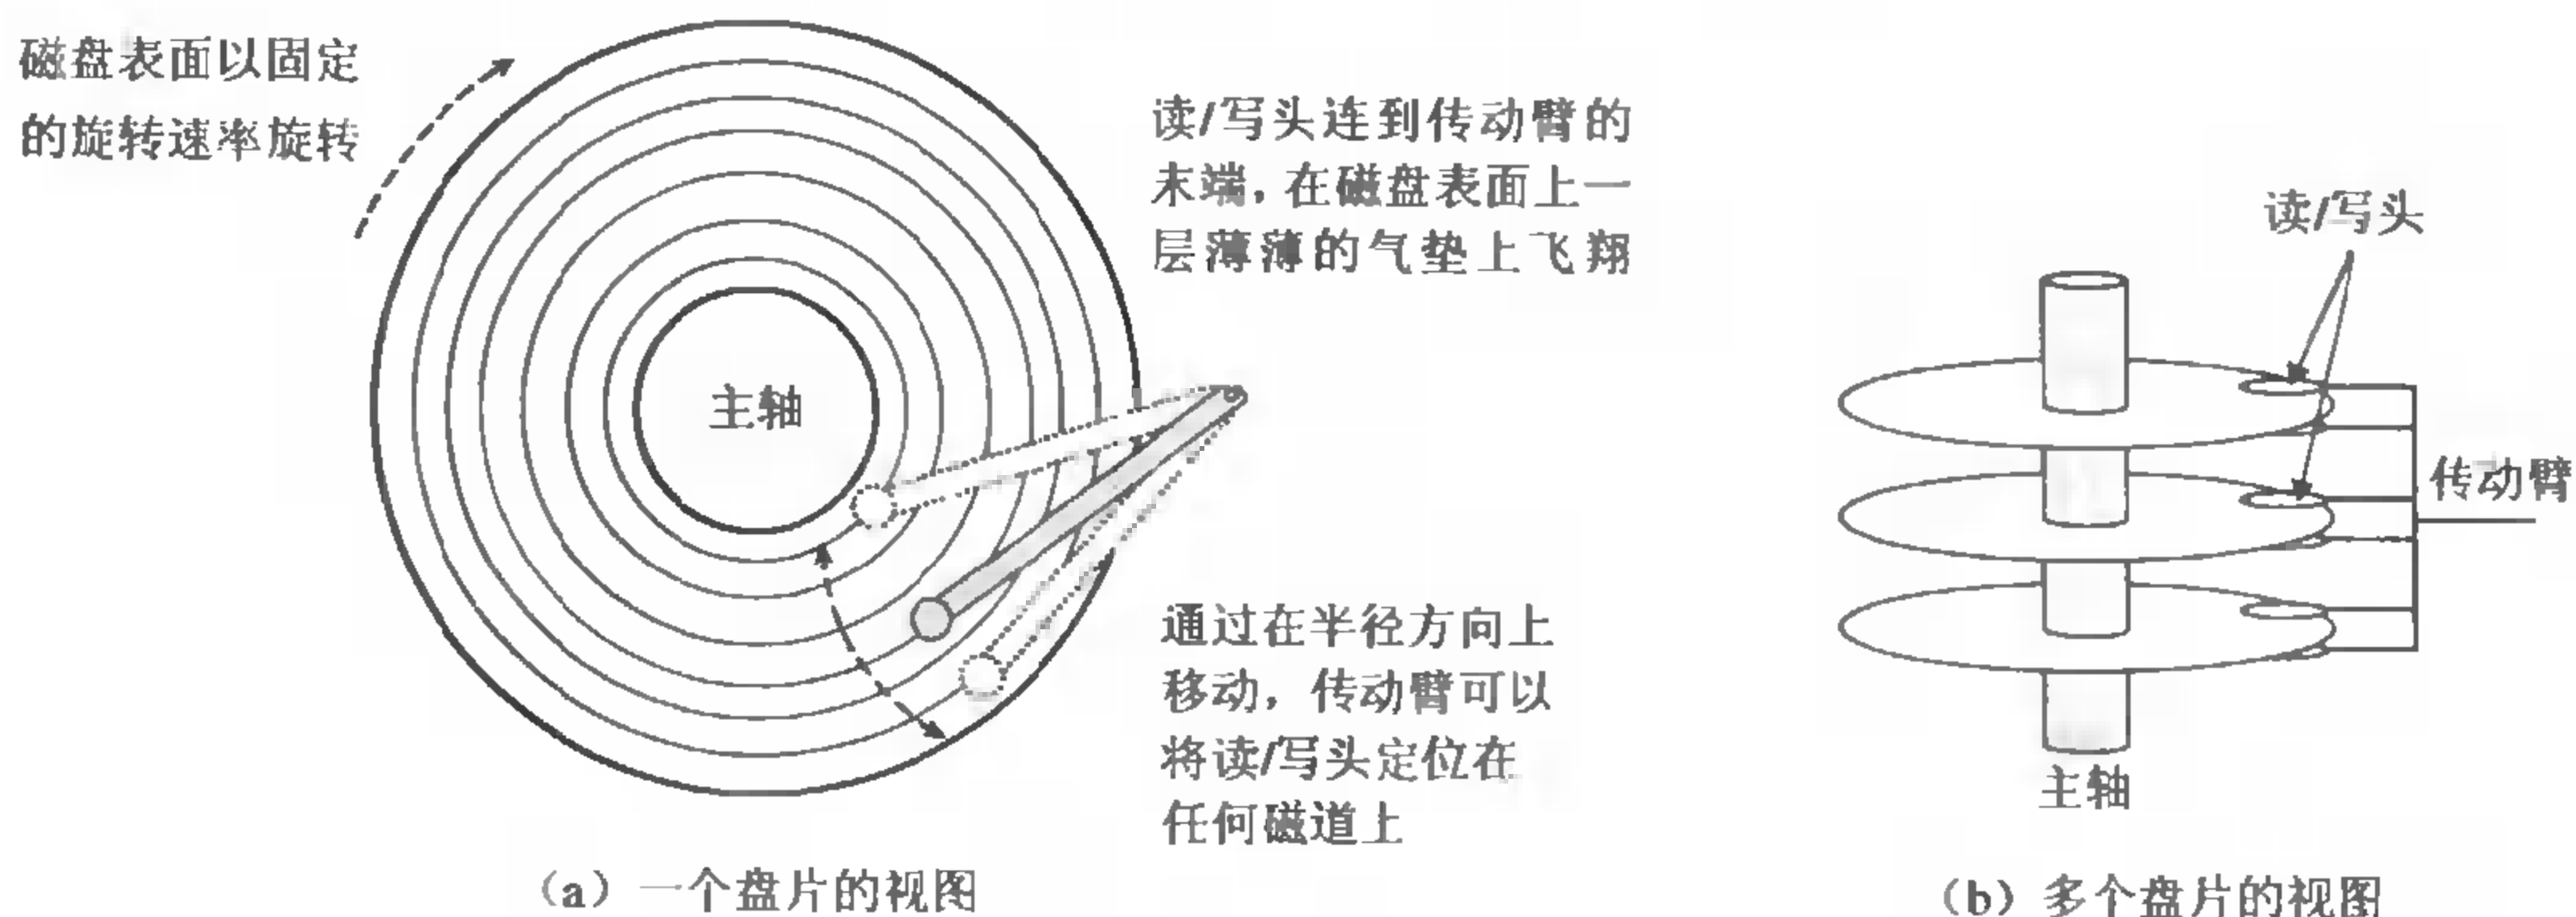 磁盘表面以固定
的旋转速率旋转
读/写头连到传动臂的
末端，在磁盘表面上一
层薄薄的气垫上飞翔
主轴
通过在半径方向上
移动，传动臂可以
将读/写头定位在
任何磁道上
（a）一个盘片的视图
读/写头
传动臂
主轴
（b）多个盘片的视图